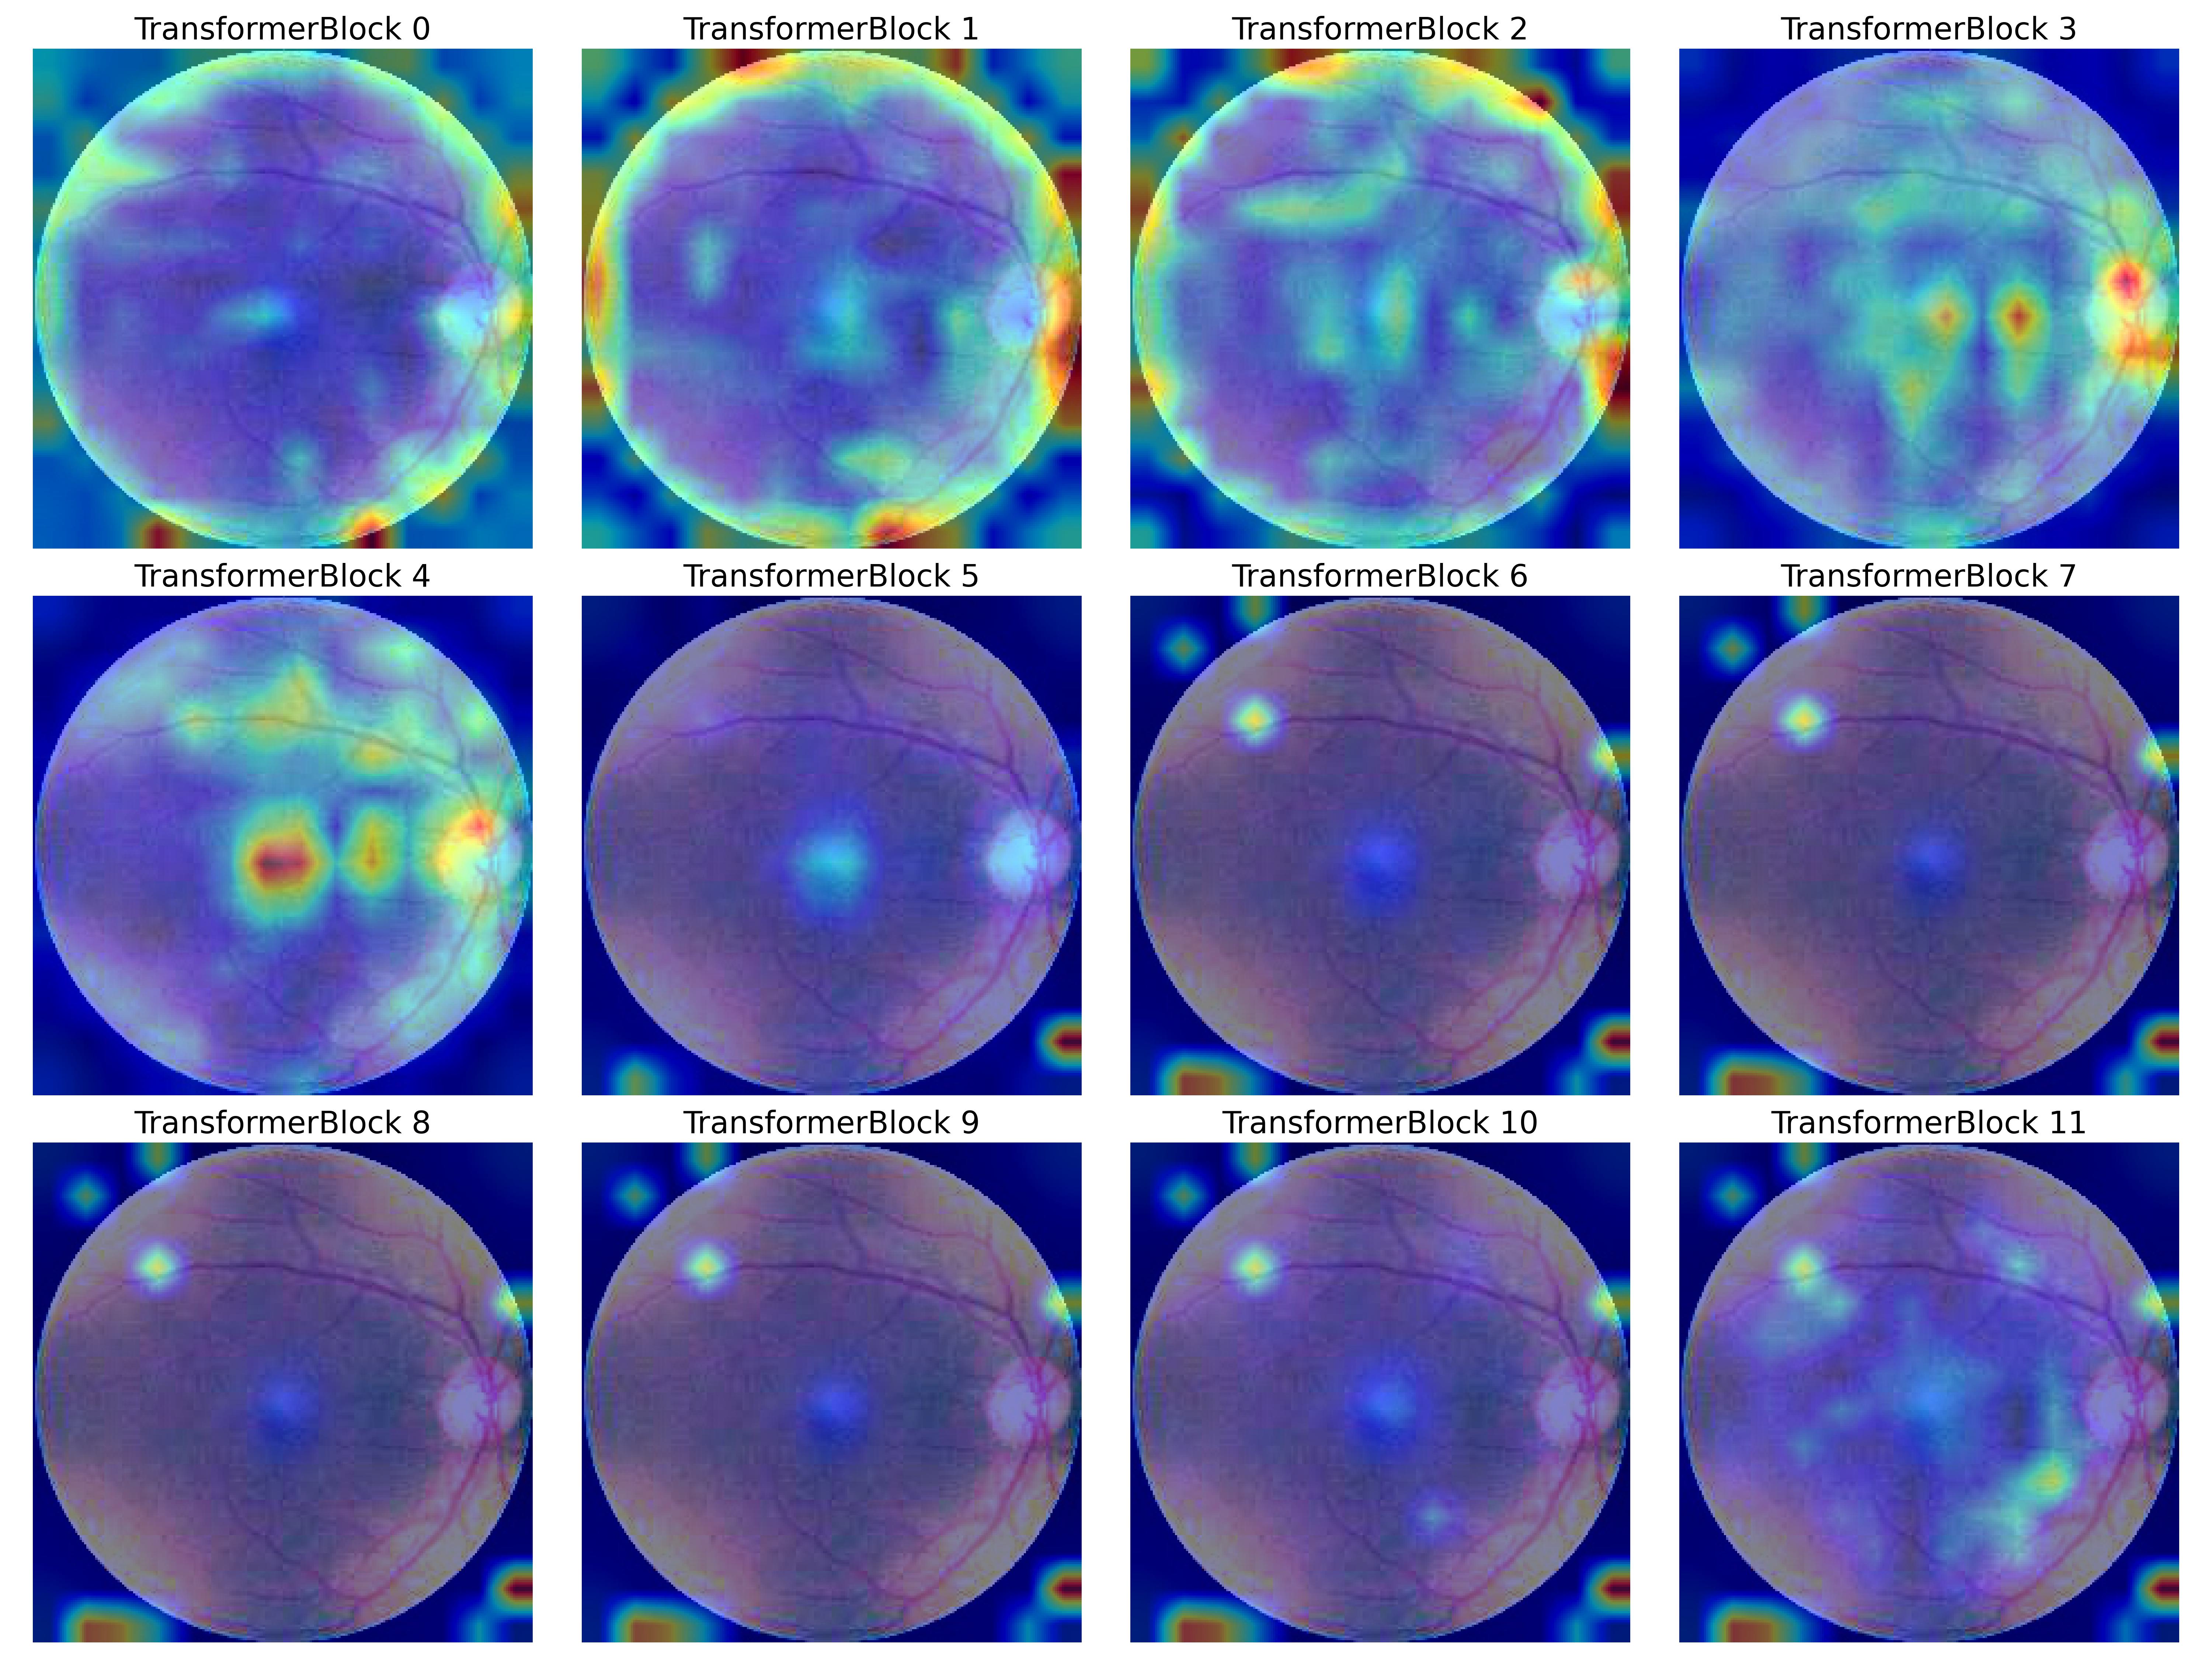 TransformerBlock 0
TransformerBlock 1
TransformerBlock 2
TransformerBlock 3
TransformerBlock 4
TransformerBlock 5
TransformerBlock 6
TransformerBlock 7
TransformerBlock 8
TransformerBlock 9
TransformerBlock 10
TransformerBlock 11